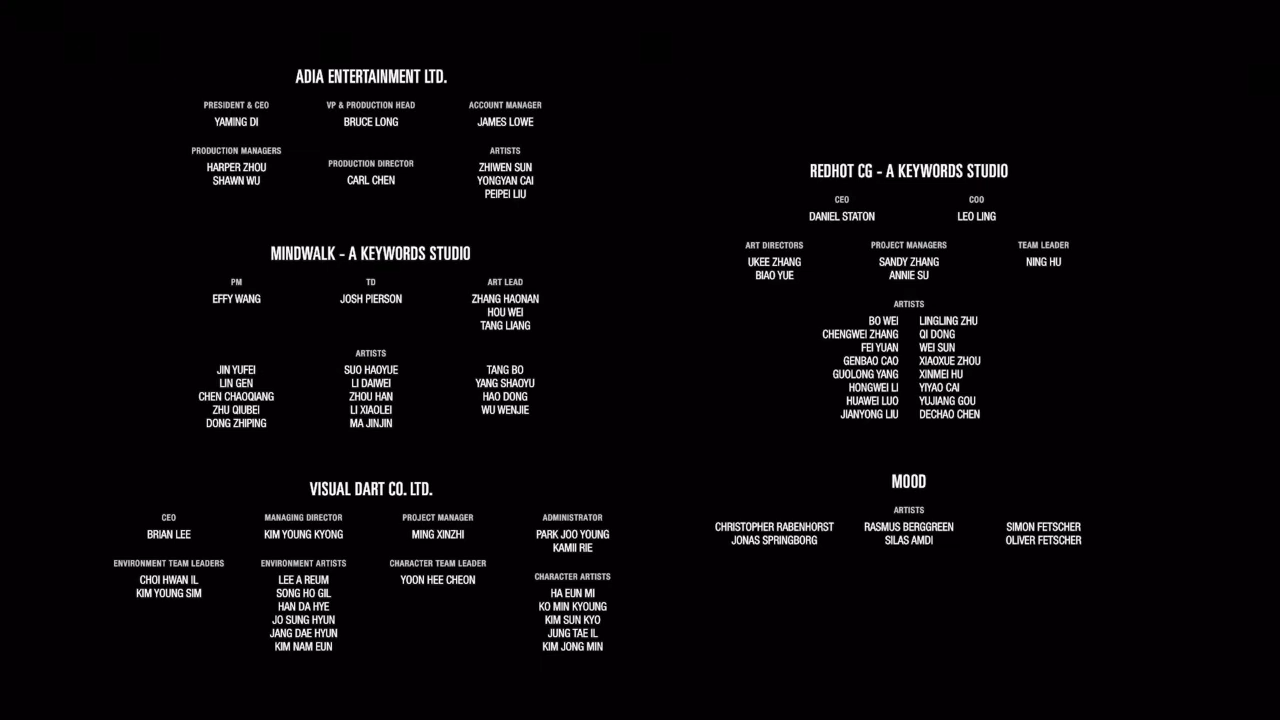 ADIA ENTERTAINMENT LTD.
PRESIDENT & CEO VP & PRODUCTION HEAD ACCOUNT MANAGER
YAMING DI BRUCE LONG JAMES LOWE
PRODUCTION MANAGERS PRODUCTION DIRECTOR ARTISTS
HARPER ZHOU CARL CHEN ZHIWEN SUN
SHAWN WU YONGYAN CAI
PEIPEI LIU
MINDWALK - A KEYWORDS STUDIO
PM TD ART LEAD
EFFY WANG JOSH PIERSON ZHANG HAONAN
HOU WEI
TANG LIANG
ARTISTS
JIN YUFEI SUO HAOYUE TANG BO
LIN GEN LI DAIWEI YANG SHAOYU
CHEN CHAOQIANG ZHOU HAN HAO DONG
ZHU QIUBEI LI XIAOLEI WU WENJIE
DONG ZHIPING MA JINJIN
VISUAL DART CO. LTD.
CEO MANAGING DIRECTOR PROJECT MANAGER ADMINISTRATOR
BRIAN LEE KIM YOUNG KYONG MING XINZHI PARK JOO YOUNG
KAMII RIE
ENVIRONMENT TEAM LEADERS ENVIRONMENT ARTISTS CHARACTER TEAM LEADER CHARACTER ARTISTS
CHOI HWAN IL LEE A REUM YOON HEE CHEON HA EUN MI
KIM YOUNG SIM SONG HO GIL KO MIN KYOUNG
HAN DA HYE KIM SUN KYO
JO SUNG HYUN JUNG TAE IL
JANG DAE HYUN KIM JONG MIN
KIM NAM EUN
REDHOT CG - A KEYWORDS STUDIO
CEO COO
DANIEL STATON LEO LING
ART DIRECTORS PROJECT MANAGERS TEAM LEADER
UKEE ZHANG SANDY ZHANG NING HU
BIAO YUE ANNIE SU
ARTISTS
BO WEI LINGLING ZHU
CHENGWEI ZHANG QI DONG
FEI YUAN WEI SUN
GENBAO CAO XIAOXUE ZHOU
GUOLONG YANG XINMEI HU
HONGWEI LI YIYAO CAI
HUAWEI LUO YUJIANG GOU
JIANYONG LIU DECHAO CHEN
MOOD
ARTISTS
CHRISTOPHER RABENHORST RASMUS BERGGREEN SIMON FETSCHER
JONAS SPRINGBORG SILAS AMDI OLIVER FETSCHER